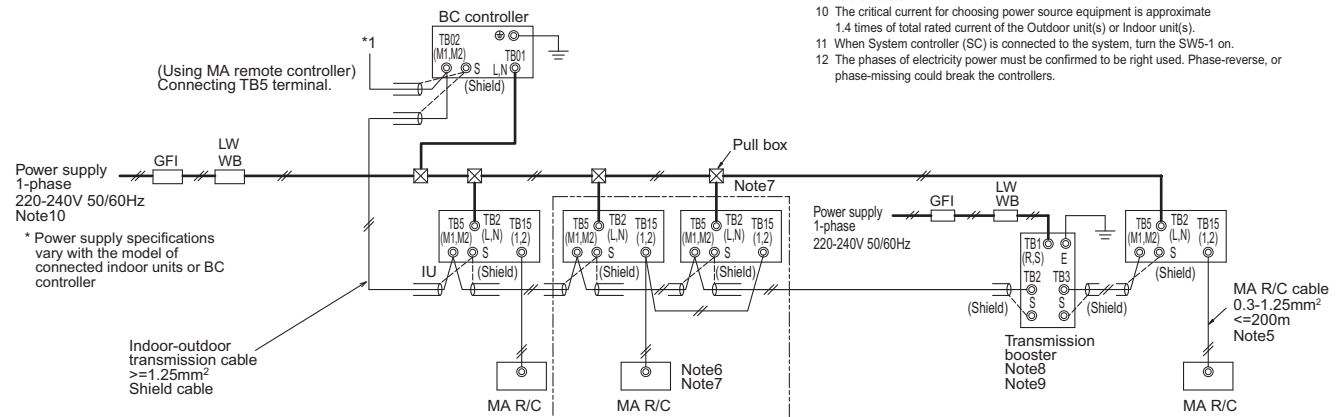 10 The critical current for choosing power source equipment is approximate
1.4 times of total rated current of the Outdoor unit(s) or Indoor unit(s).
11 When System controller (SC) is connected to the system, turn the SW5-1 on.
12 The phases of electricity power must be confirmed to be right used. Phase-reverse, or
phase-missing could break the controllers.
BC controller
*1
TB02
(M1,M2)
S
TB01
L,N
(Shield)
(Using MA remote controller)
Connecting TB5 terminal.
Power supply
1-phase
220-240V 50/60Hz
Note10
* Power supply specifications
vary with the model of
connected indoor units or BC
controller
GFI
LW
WB
Pull box
Note7
TB5
(M1,M2)
TB2
(L,N)
S
TB15
(1,2)
(Shield)
IU
TB5
(M1,M2)
TB2
(L,N)
S
TB15
(1,2)
(Shield)
TB5
(M1,M2)
TB2
(L,N)
S
TB15
(1,2)
(Shield)
Power supply
1-phase
220-240V 50/60Hz
GFI
LW
WB
TB1
(R,S)
E
TB2
S
TB3
S
(Shield)
(Shield)
Transmission
booster
Note8
Note9
TB5
(M1,M2)
TB2
(L,N)
S
TB15
(1,2)
(Shield)
MA R/C cable
0.3-1.25mm²
<=200m
Note5
Indoor-outdoor
transmission cable
>=1.25mm²
Shield cable
MA R/C
Note6
Note7
MA R/C
MA R/C